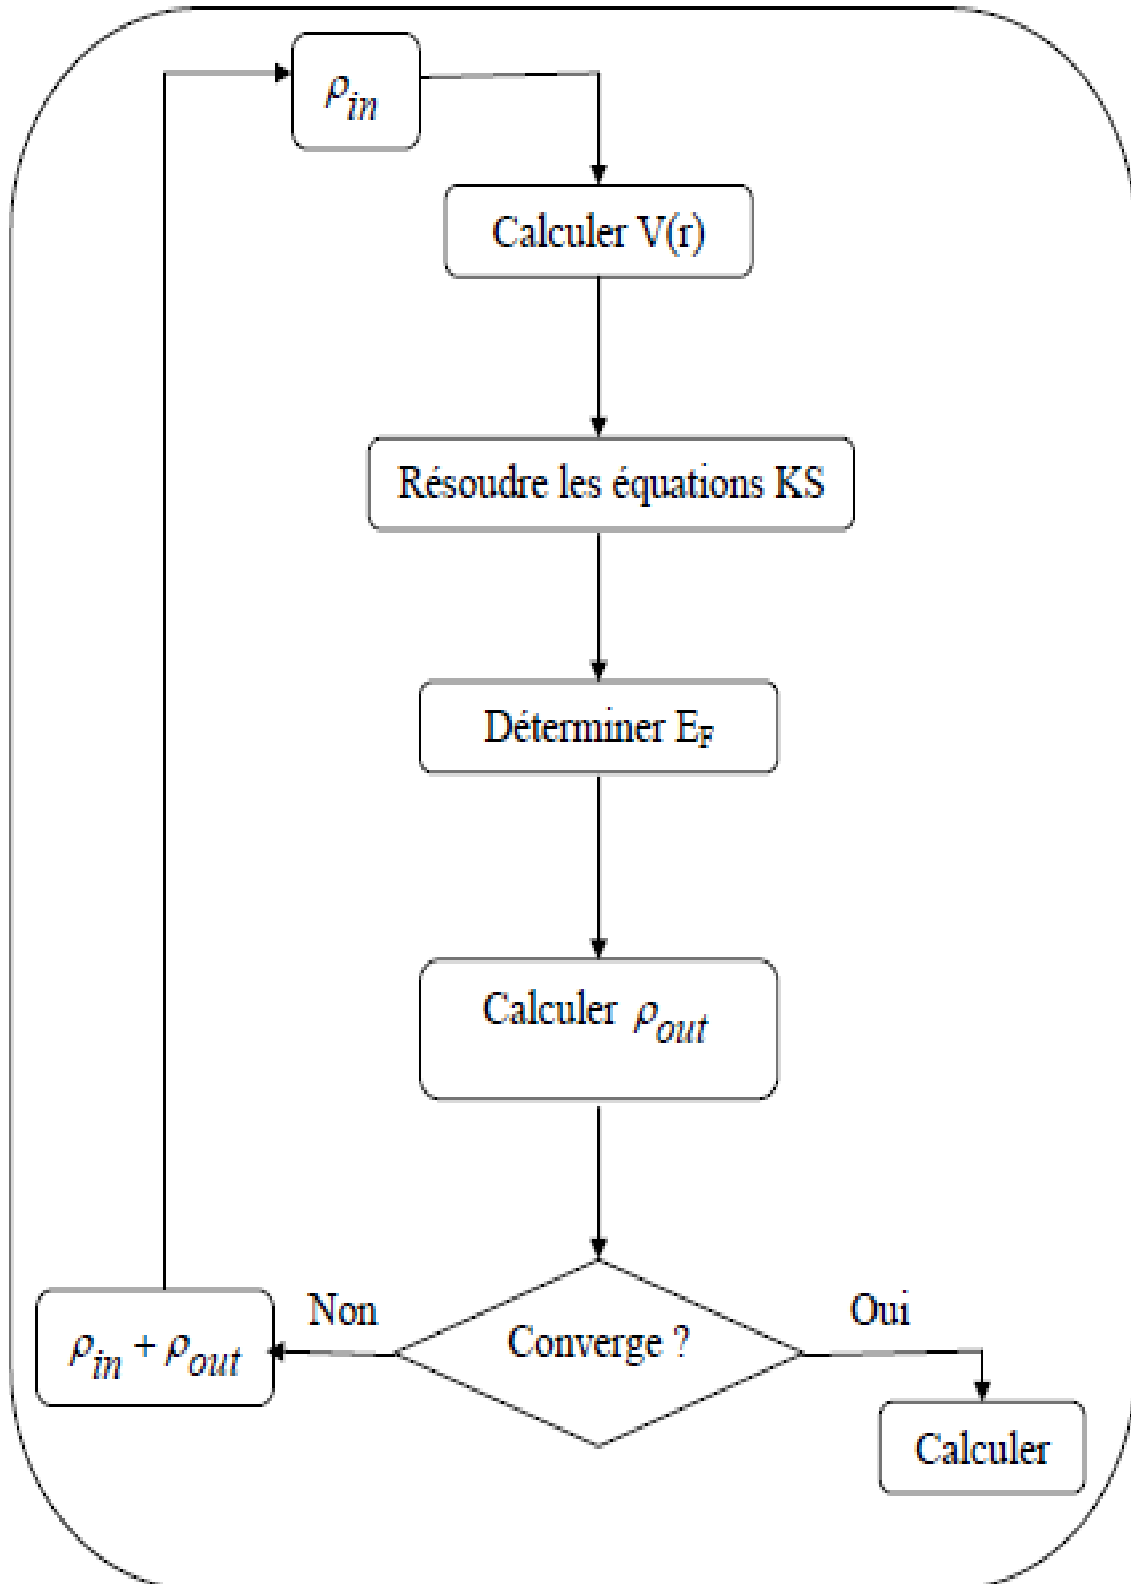 ρin
Calculer V(r)
Résoudre les équations KS
Déterminer EF
Calculer ρout
Converge ?
Non
Oui
ρin + ρout
Calculer